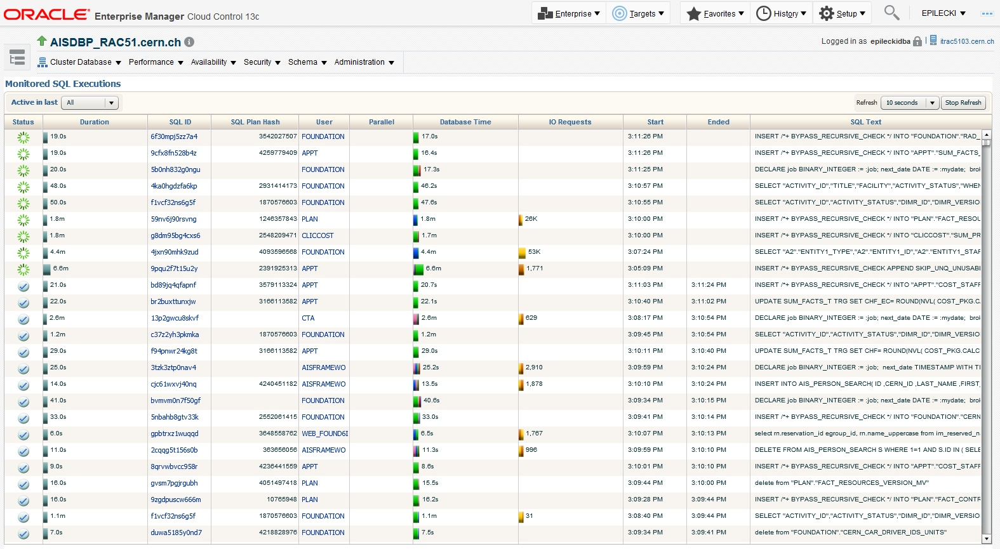 ORACLE® Enterprise Manager Cloud Control 13c Enterprise Targets Favorites History Setup EPILECKI
AISDBP_RAC51.cern.ch Logged in as epileckidba itrac5103.cern.ch
Cluster Database Performance Availability Security Schema Administration
Monitored SQL Executions
Active in last All Refresh 10 seconds Stop Refresh
Status Duration SQL ID SQL Plan Hash User Parallel Database Time IO Requests Start Ended SQL Text
19.0s 6f30mpj5zz7a4 3542027507 FOUNDATION 17.0s 3:11:26 PM INSERT /*+ BYPASS_RECURSIVE_CHECK */ INTO "FOUNDATION"."RAD_
19.0s 9cfx8fn528b4z 4259779409 APPT 16.4s 3:11:26 PM INSERT /*+ BYPASS_RECURSIVE_CHECK */ INTO "APPT"."SUM_FACTS_
20.0s 5b0nh832g0ngu FOUNDATION 17.3s 3:11:25 PM DECLARE job BINARY_INTEGER := :job; next_date DATE := :mydate; brok
48.0s 4ka0hgdzfa6kp 2931414173 FOUNDATION 46.2s 3:10:57 PM SELECT "ACTIVITY_ID","TITLE","FACILITY","ACTIVITY_STATUS","WHEN
50.0s f1vcf32ns6g5f 1870576603 FOUNDATION 47.6s 3:10:55 PM SELECT "ACTIVITY_ID","ACTIVITY_STATUS","DIMR_ID","DIMR_VERSIO
1.8m 59nv6j90rsvng 1246357843 PLAN 1.8m 26K 3:10:00 PM INSERT /*+ BYPASS_RECURSIVE_CHECK */ INTO "PLAN"."FACT_RESOU
1.8m g8dm95bg4cxs6 2548209471 CLICCOST 1.7m 3:10:00 PM INSERT /*+ BYPASS_RECURSIVE_CHECK */ INTO "CLICCOST"."SUM_PR
4.4m 4jxn90mhk9zud 4093596568 FOUNDATION 4.4m 53K 3:07:24 PM SELECT "A2"."ENTITY1_TYPE","A2"."ENTITY1_ID","A2"."ENTITY1_STAF
6.6m 9pqu2f7t15u2y 2391925313 APPT 6.6m 1,771 3:05:09 PM INSERT /*+ BYPASS_RECURSIVE_CHECK APPEND SKIP_UNQ_UNUSABI
21.0s bd89jq4qfapnf 3579113324 APPT 20.7s 3:11:03 PM 3:11:24 PM INSERT /*+ BYPASS_RECURSIVE_CHECK */ INTO "APPT"."COST_STAFF
22.0s br2buxttunxjw 3166113582 APPT 22.1s 3:10:40 PM 3:11:02 PM UPDATE SUM_FACTS_T TRG SET CHF_EC= ROUND(NVL( COST_PKG.C
2.6m 13p2gwcu8skvf CTA 2.6m 629 3:08:17 PM 3:10:54 PM DECLARE job BINARY_INTEGER := :job; next_date DATE := :mydate; brok
1.2m c37z2yh3pkmka 1870576603 FOUNDATION 1.2m 3:09:45 PM 3:10:54 PM SELECT "ACTIVITY_ID","ACTIVITY_STATUS","DIMR_ID","DIMR_VERSIO
29.0s f94pnwr24kg8t 3166113582 APPT 29.0s 3:10:11 PM 3:10:40 PM UPDATE SUM_FACTS_T TRG SET CHF= ROUND(NVL( COST_PKG.CALC
25.0s 3tzk3ztp0nav4 AISFRAMEWO 25.2s 2,910 3:09:59 PM 3:10:24 PM DECLARE job BINARY_INTEGER := :job; next_date TIMESTAMP WITH TI
14.0s cjc61wxvj40nq 4240451182 AISFRAMEWO 13.5s 1,878 3:10:10 PM 3:10:24 PM INSERT INTO AIS_PERSON_SEARCH( ID ,CERN_ID ,LAST_NAME ,FIRST_
41.0s bvmvm0n7f50gf FOUNDATION 40.6s 3:09:34 PM 3:10:15 PM DECLARE job BINARY_INTEGER := :job; next_date DATE := :mydate; brok
33.0s 5nbahb8gtv33k 2552061415 FOUNDATION 33.0s 3:09:41 PM 3:10:14 PM INSERT /*+ BYPASS_RECURSIVE_CHECK */ INTO "FOUNDATION"."CERN
6.0s gpbtrxz1wuqqd 3648558762 WEB_FOUND6I 6.5s 1,767 3:10:07 PM 3:10:13 PM select rn.reservation_id egroup_id, rn.name_uppercase from im_reserved_n
11.0s 2cqqg5t156s0b 363656056 AISFRAMEWO 11.3s 996 3:09:59 PM 3:10:10 PM DELETE FROM AIS_PERSON_SEARCH S WHERE 1=1 AND S.ID IN ( SELE
9.0s 8qrvwbvcc958r 4236441559 APPT 8.6s 3:10:01 PM 3:10:10 PM INSERT /*+ BYPASS_RECURSIVE_CHECK */ INTO "APPT"."COST_STAFF
16.0s gvsm7pgjrgubh 4051497418 PLAN 15.5s 3:09:44 PM 3:10:00 PM delete from "PLAN"."FACT_RESOURCES_VERSION_MV"
16.0s 9zgdpuscw666m 10765948 PLAN 16.2s 3:09:28 PM 3:09:44 PM INSERT /*+ BYPASS_RECURSIVE_CHECK */ INTO "PLAN"."FACT_CONTR
1.1m f1vcf32ns6g5f 1870576603 FOUNDATION 1.1m 31 3:08:40 PM 3:09:44 PM SELECT "ACTIVITY_ID","ACTIVITY_STATUS","DIMR_ID","DIMR_VERSIO
7.0s duwa5185y0nd7 4218828976 FOUNDATION 7.5s 3:09:34 PM 3:09:41 PM delete from "FOUNDATION"."CERN_CAR_DRIVER_IDS_UNITS"